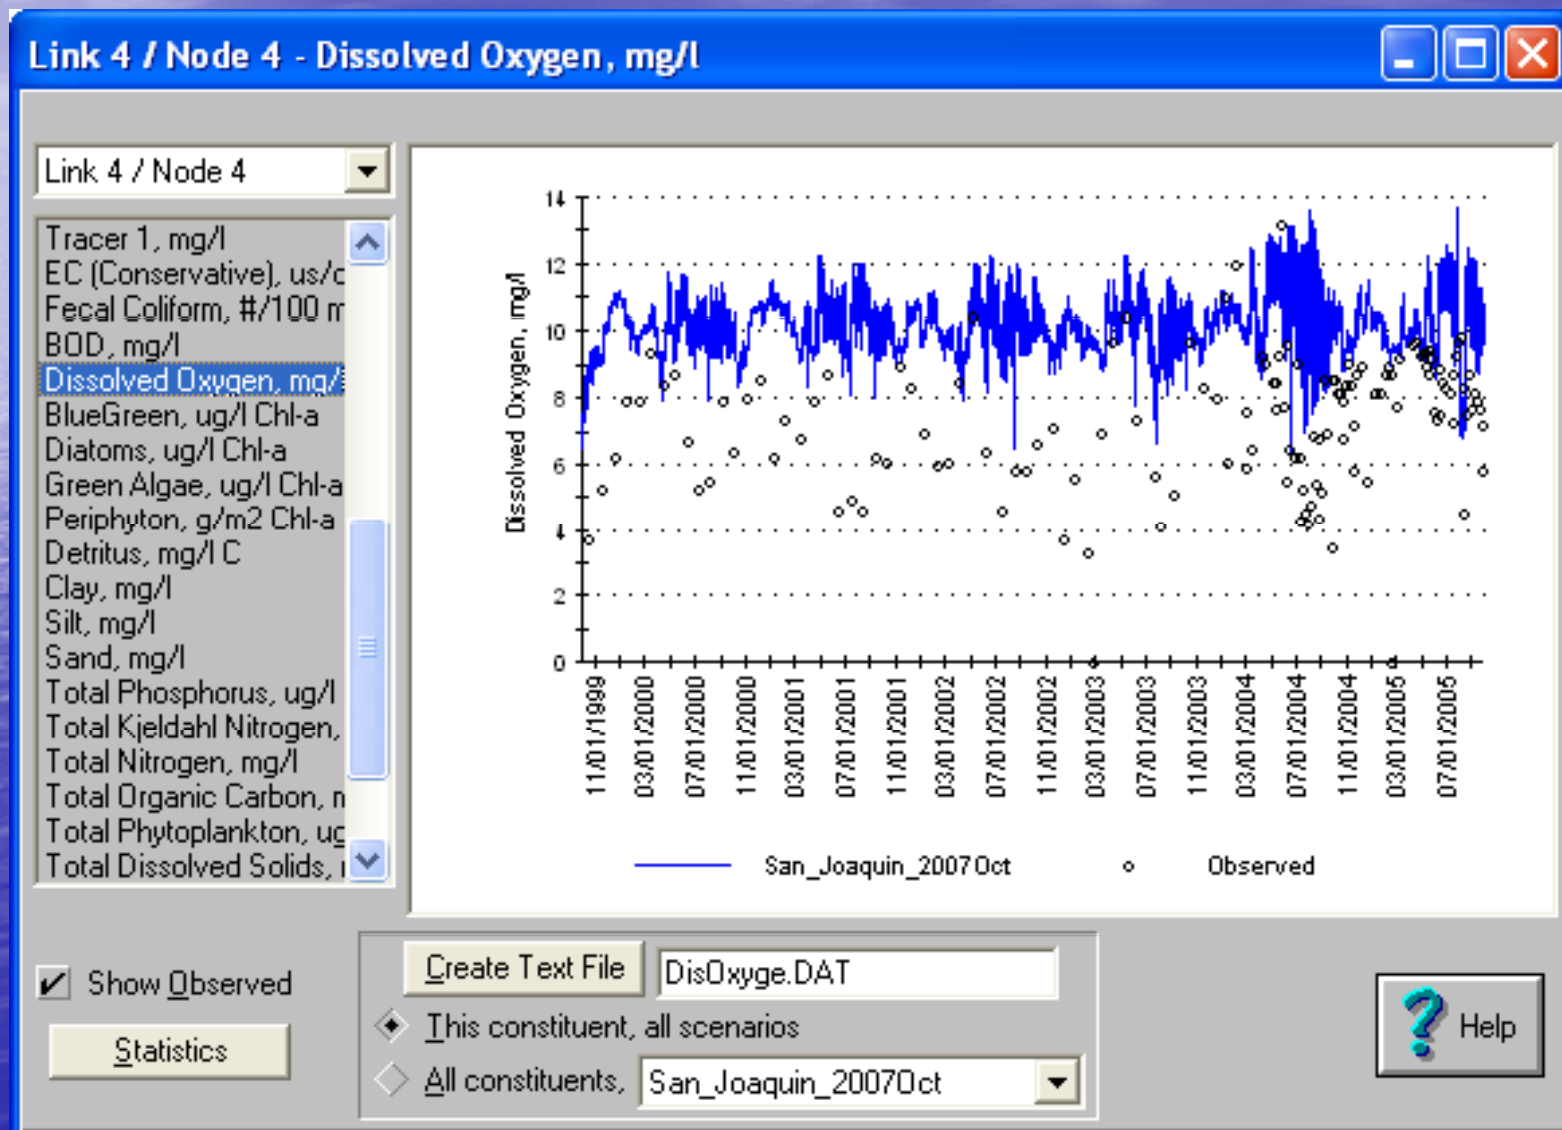 Link 4 / Node 4 - Dissolved Oxygen, mg/l
Link 4 / Node 4
Tracer 1, mg/l
EC (Conservative), us/c
Fecal Coliform, #/100 m
BOD, mg/l
Dissolved Oxygen, mg/
BlueGreen, ug/l Chl-a
Diatoms, ug/l Chl-a
Green Algae, ug/l Chl-a
Periphyton, g/m2 Chl-a
Detritus, mg/l C
Clay, mg/l
Silt, mg/l
Sand, mg/l
Total Phosphorus, ug/l
Total Kjeldahl Nitrogen,
Total Nitrogen, mg/l
Total Organic Carbon, m
Total Phytoplankton, ug
Total Dissolved Solids,
Dissolved Oxygen, mg/l
14
12
10
8
6
4
2
0
11/01/1999
03/01/2000
07/01/2000
11/01/2000
03/01/2001
07/01/2001
11/01/2001
03/01/2002
07/01/2002
11/01/2002
03/01/2003
07/01/2003
11/01/2003
03/01/2004
07/01/2004
11/01/2004
03/01/2005
07/01/2005
San_Joaquin_2007Oct
Observed
Show Observed
Statistics
Create Text File
DisOxyge.DAT
This constituent, all scenarios
All constituents,
San_Joaquin_2007Oct
Help